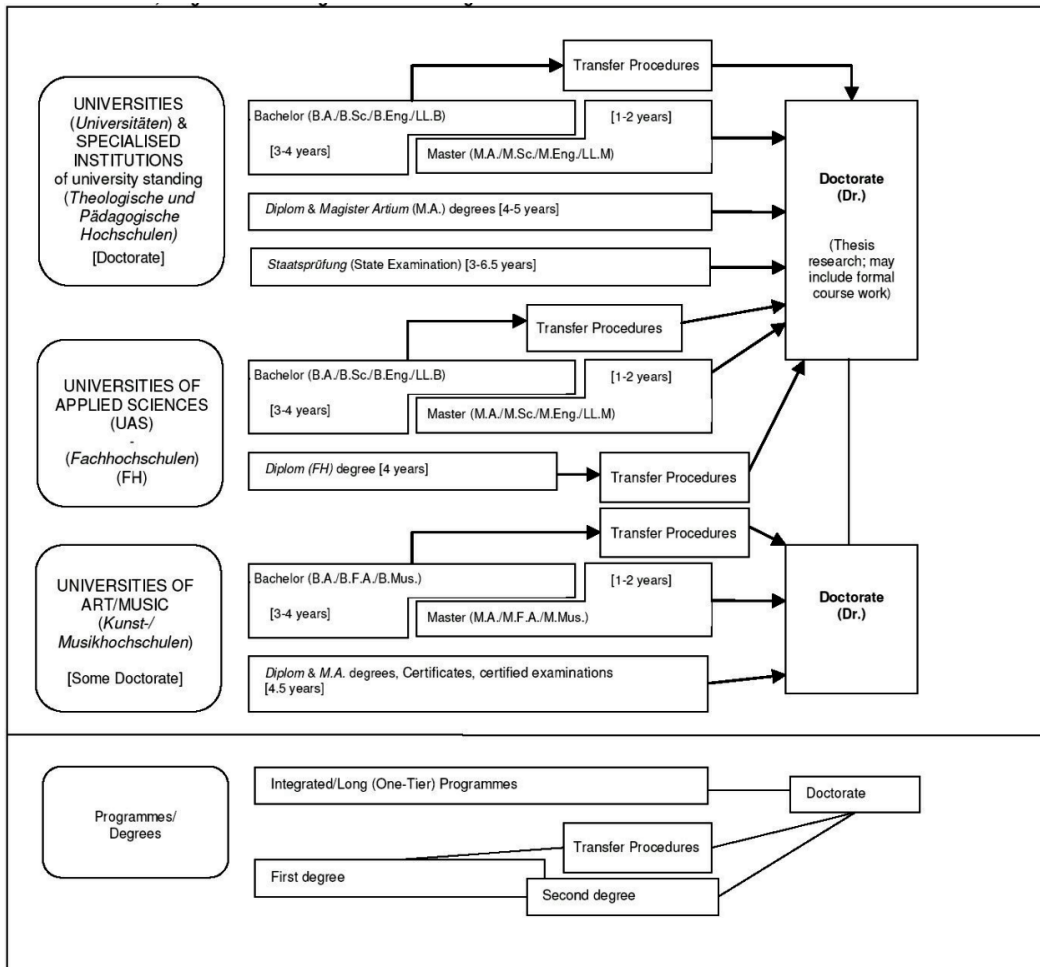 UNIVERSITIES
(Universitäten) &
SPECIALISED
INSTITUTIONS
of university standing
(Theologische und
Pädagogische
Hochschulen)
[Doctorate]
Transfer Procedures
Bachelor (B.A./B.Sc./B.Eng./LL.B)
[3-4 years]
[1-2 years]
Master (M.A./M.Sc./M.Eng./LL.M)
Diplom & Magister Artium (M.A.) degrees [4-5 years]
Staatsprüfung (State Examination) [3-6.5 years]
Doctorate
(Dr.)
(Thesis
research; may
include formal
course work)
UNIVERSITIES OF
APPLIED SCIENCES
(UAS)
-
(Fachhochschulen)
(FH)
Transfer Procedures
Bachelor (B.A./B.Sc./B.Eng./LL.B)
[3-4 years]
[1-2 years]
Master (M.A./M.Sc./M.Eng./LL.M)
Diplom (FH) degree [4 years]
Transfer Procedures
UNIVERSITIES OF
ART/MUSIC
(Kunst-/
Musikhochschulen)
[Some Doctorate]
Transfer Procedures
Bachelor (B.A./B.F.A./B.Mus.)
[3-4 years]
[1-2 years]
Master (M.A./M.F.A./M.Mus.)
Diplom & M.A. degrees, Certificates, certified examinations
[4.5 years]
Doctorate
(Dr.)
Programmes/
Degrees
Integrated/Long (One-Tier) Programmes
Doctorate
Transfer Procedures
First degree
Second degree